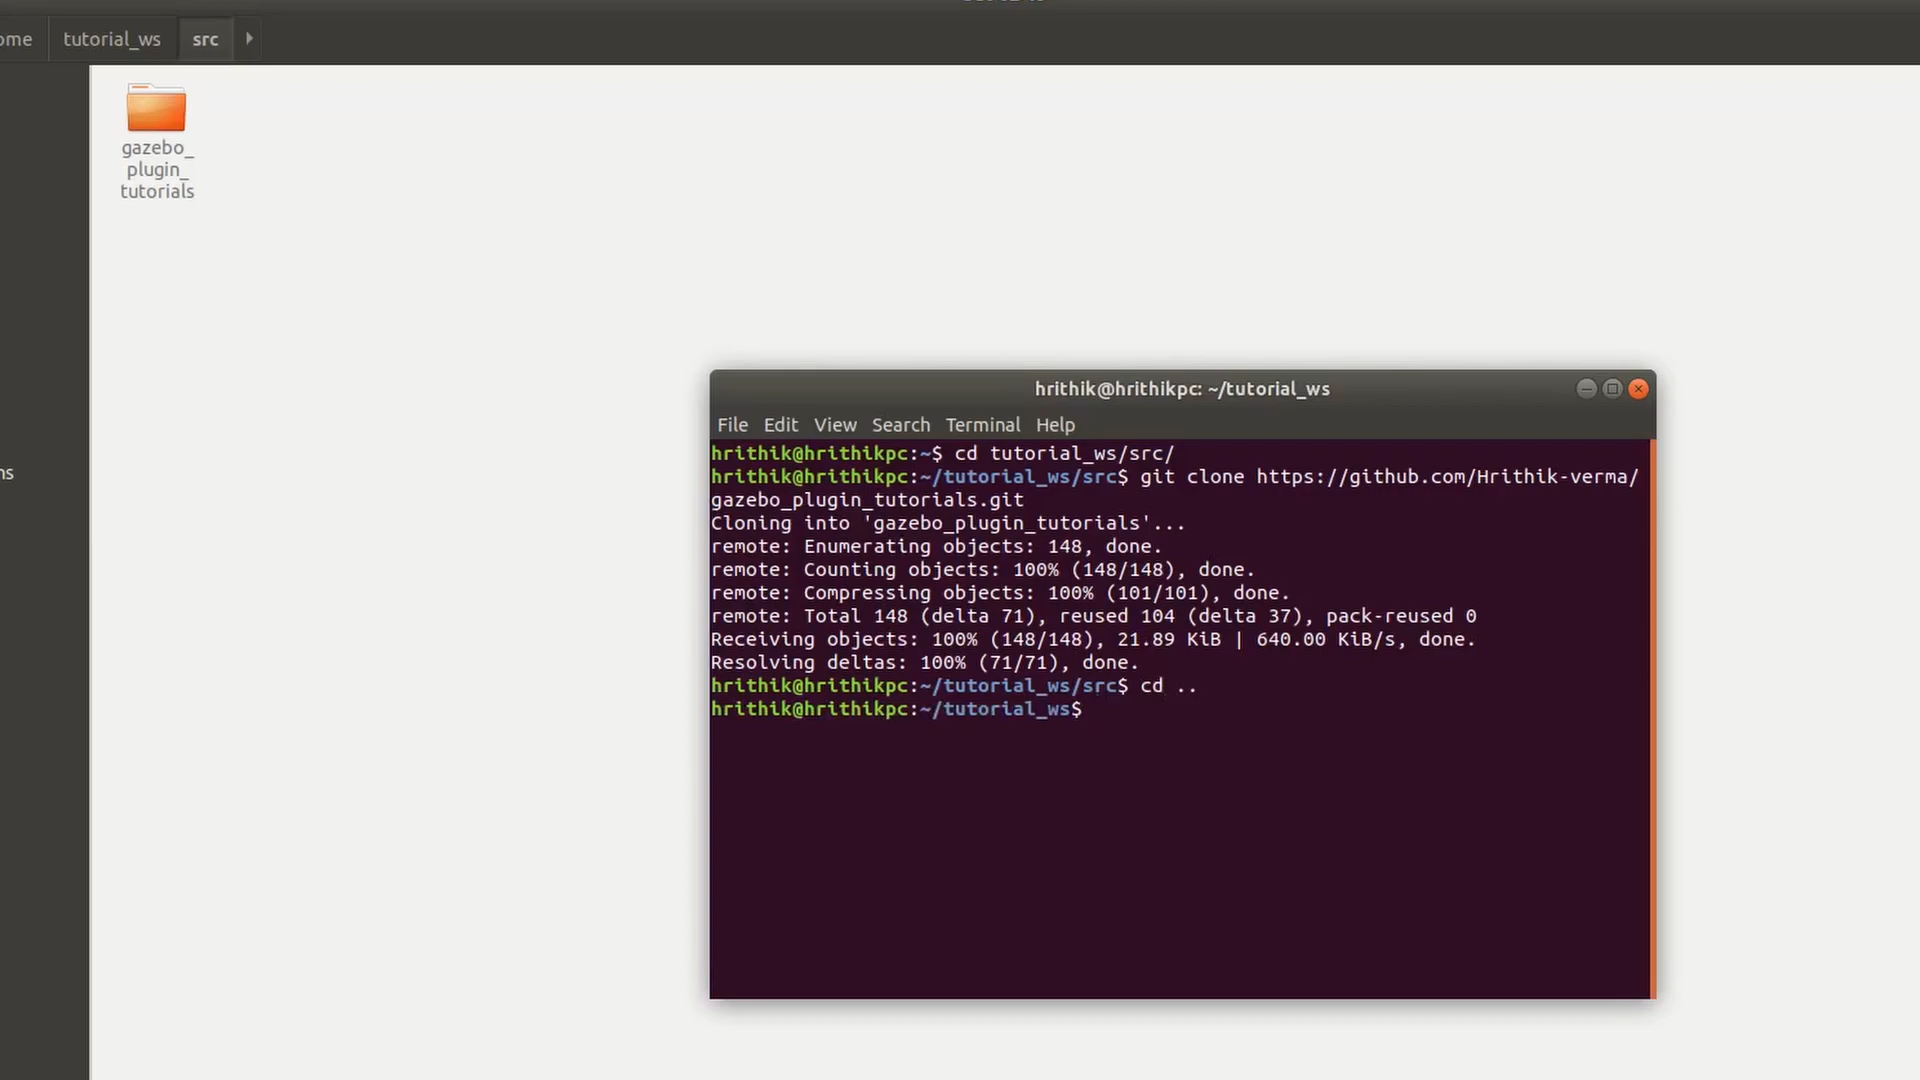 tutorial_ws
src
gazebo_
plugin_
tutorials
hrithik@hrithikpc: ~/tutorial_ws
File Edit View Search Terminal Help
hrithik@hrithikpc:~$ cd tutorial_ws/src/
hrithik@hrithikpc:~/tutorial_ws/src$ git clone https://github.com/Hrithik-verma/
gazebo_plugin_tutorials.git
Cloning into 'gazebo_plugin_tutorials'...
remote: Enumerating objects: 148, done.
remote: Counting objects: 100% (148/148), done.
remote: Compressing objects: 100% (101/101), done.
remote: Total 148 (delta 71), reused 104 (delta 37), pack-reused 0
Receiving objects: 100% (148/148), 21.89 KiB | 640.00 KiB/s, done.
Resolving deltas: 100% (71/71), done.
hrithik@hrithikpc:~/tutorial_ws/src$ cd ..
hrithik@hrithikpc:~/tutorial_ws$